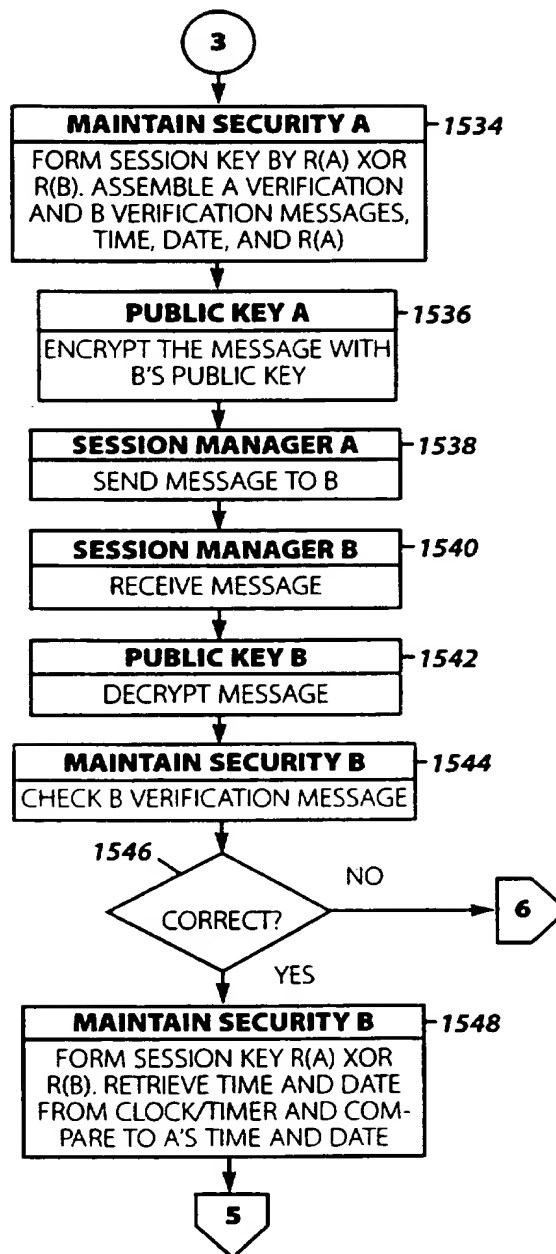 3
MAINTAIN SECURITY A
1534
FORM SESSION KEY BY R(A) XOR
R(B). ASSEMBLE A VERIFICATION
AND B VERIFICATION MESSAGES,
TIME, DATE, AND R(A)
PUBLIC KEY A
1536
ENCRYPT THE MESSAGE WITH
B'S PUBLIC KEY
SESSION MANAGER A
1538
SEND MESSAGE TO B
SESSION MANAGER B
1540
RECEIVE MESSAGE
PUBLIC KEY B
1542
DECRYPT MESSAGE
MAINTAIN SECURITY B
1544
CHECK B VERIFICATION MESSAGE
1546
CORRECT?
NO
6
YES
MAINTAIN SECURITY B
1548
FORM SESSION KEY R(A) XOR
R(B). RETRIEVE TIME AND DATE
FROM CLOCK/TIMER AND COM-
PARE TO A'S TIME AND DATE
5